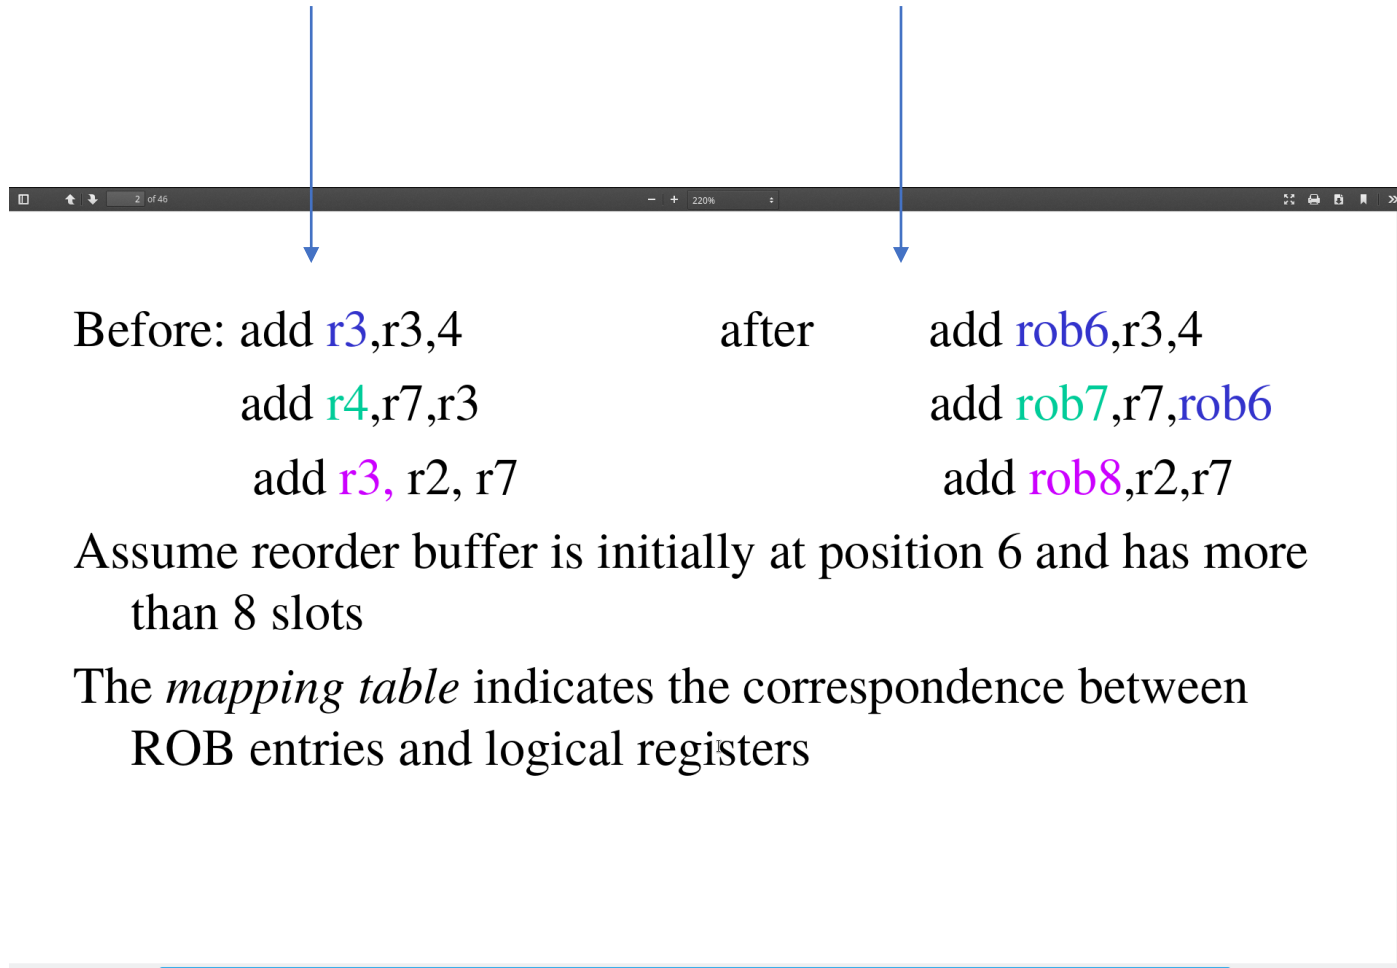 2 of 46 220%
Before: add r3,r3,4 after add rob6,r3,4
add r4,r7,r3 add rob7,r7,rob6
add r3, r2, r7 add rob8,r2,r7
Assume reorder buffer is initially at position 6 and has more
than 8 slots
The mapping table indicates the correspondence between
ROB entries and logical registers